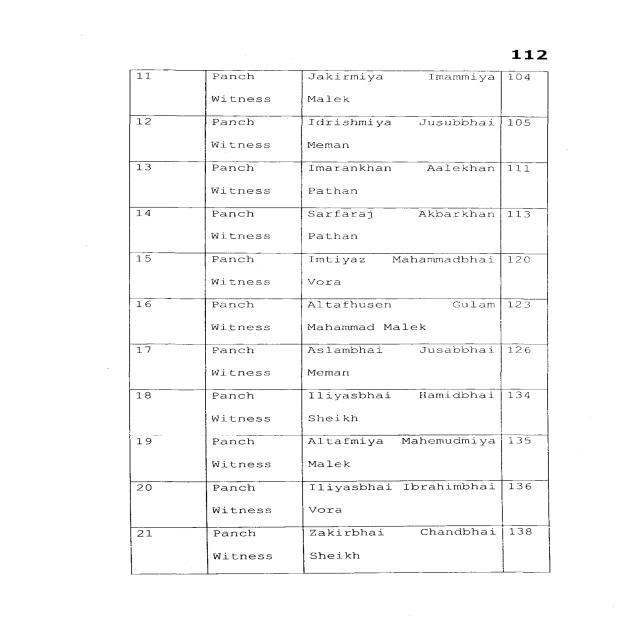 112
11 Panch Jakirmiya Imammiya 104
Witness Malek
12 Panch Idrishmiya Jusubbhai 105
Witness Meman
13 Panch Imarankhan Aalekhan 111
Witness Pathan
14 Panch Sarfaraj Akbarkhan 113
Witness Pathan
15 Panch Imtiyaz Mahammadbhai 120
Witness Vora
16 Panch Altafhusen Gulam 123
Witness Mahammad Malek
17 Panch Aslambhai Jusabbhai 126
Witness Meman
18 Panch Iliyasbhai Hamidbhai 134
Witness Sheikh
19 Panch Altafmiya Mahemudmiya 135
Witness Malek
20 Panch Iliyasbhai Ibrahimbhai 136
Witness Vora
21 Panch Zakirbhai Chandbhai 138
Witness Sheikh